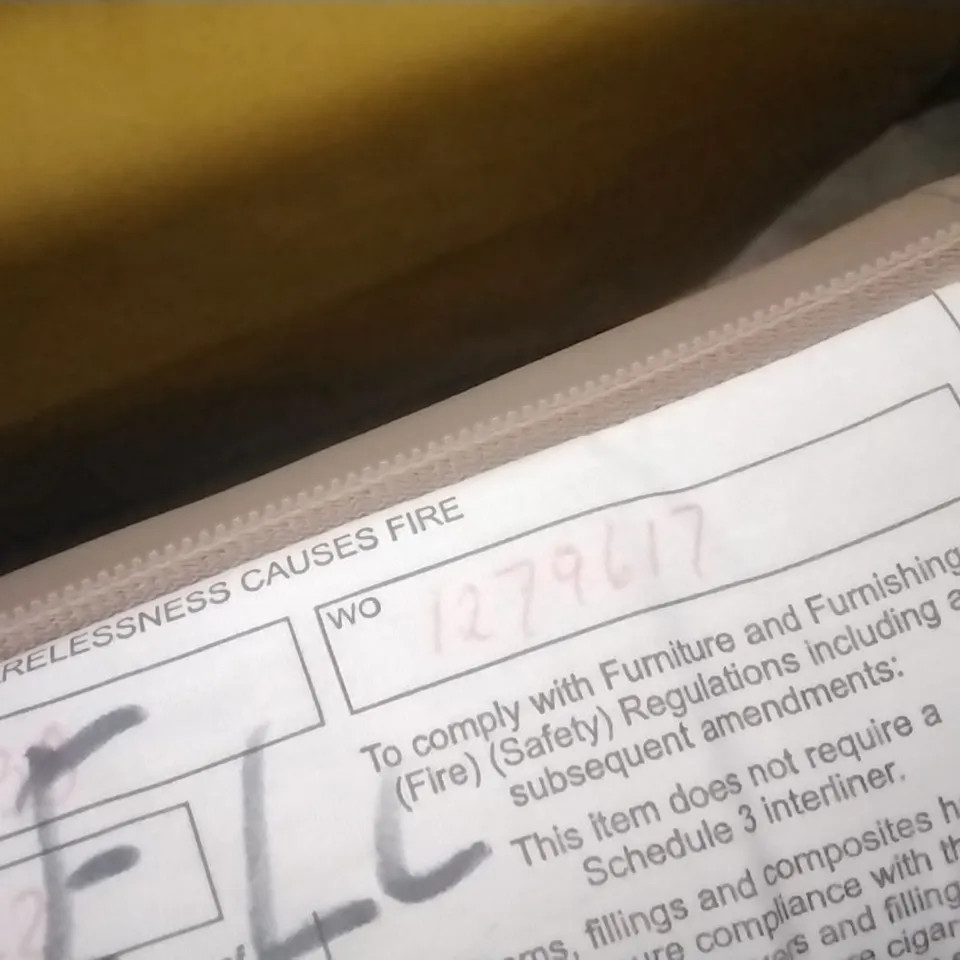 RELESSNESS CAUSES FIRE
WO 1279617
To comply with Furniture and Furnishing
(Fire) (Safety) Regulations including a
subsequent amendments:
This item does not require a
Schedule 3 interliner.
fillings and composites h
compliance with th
and filling
cigar